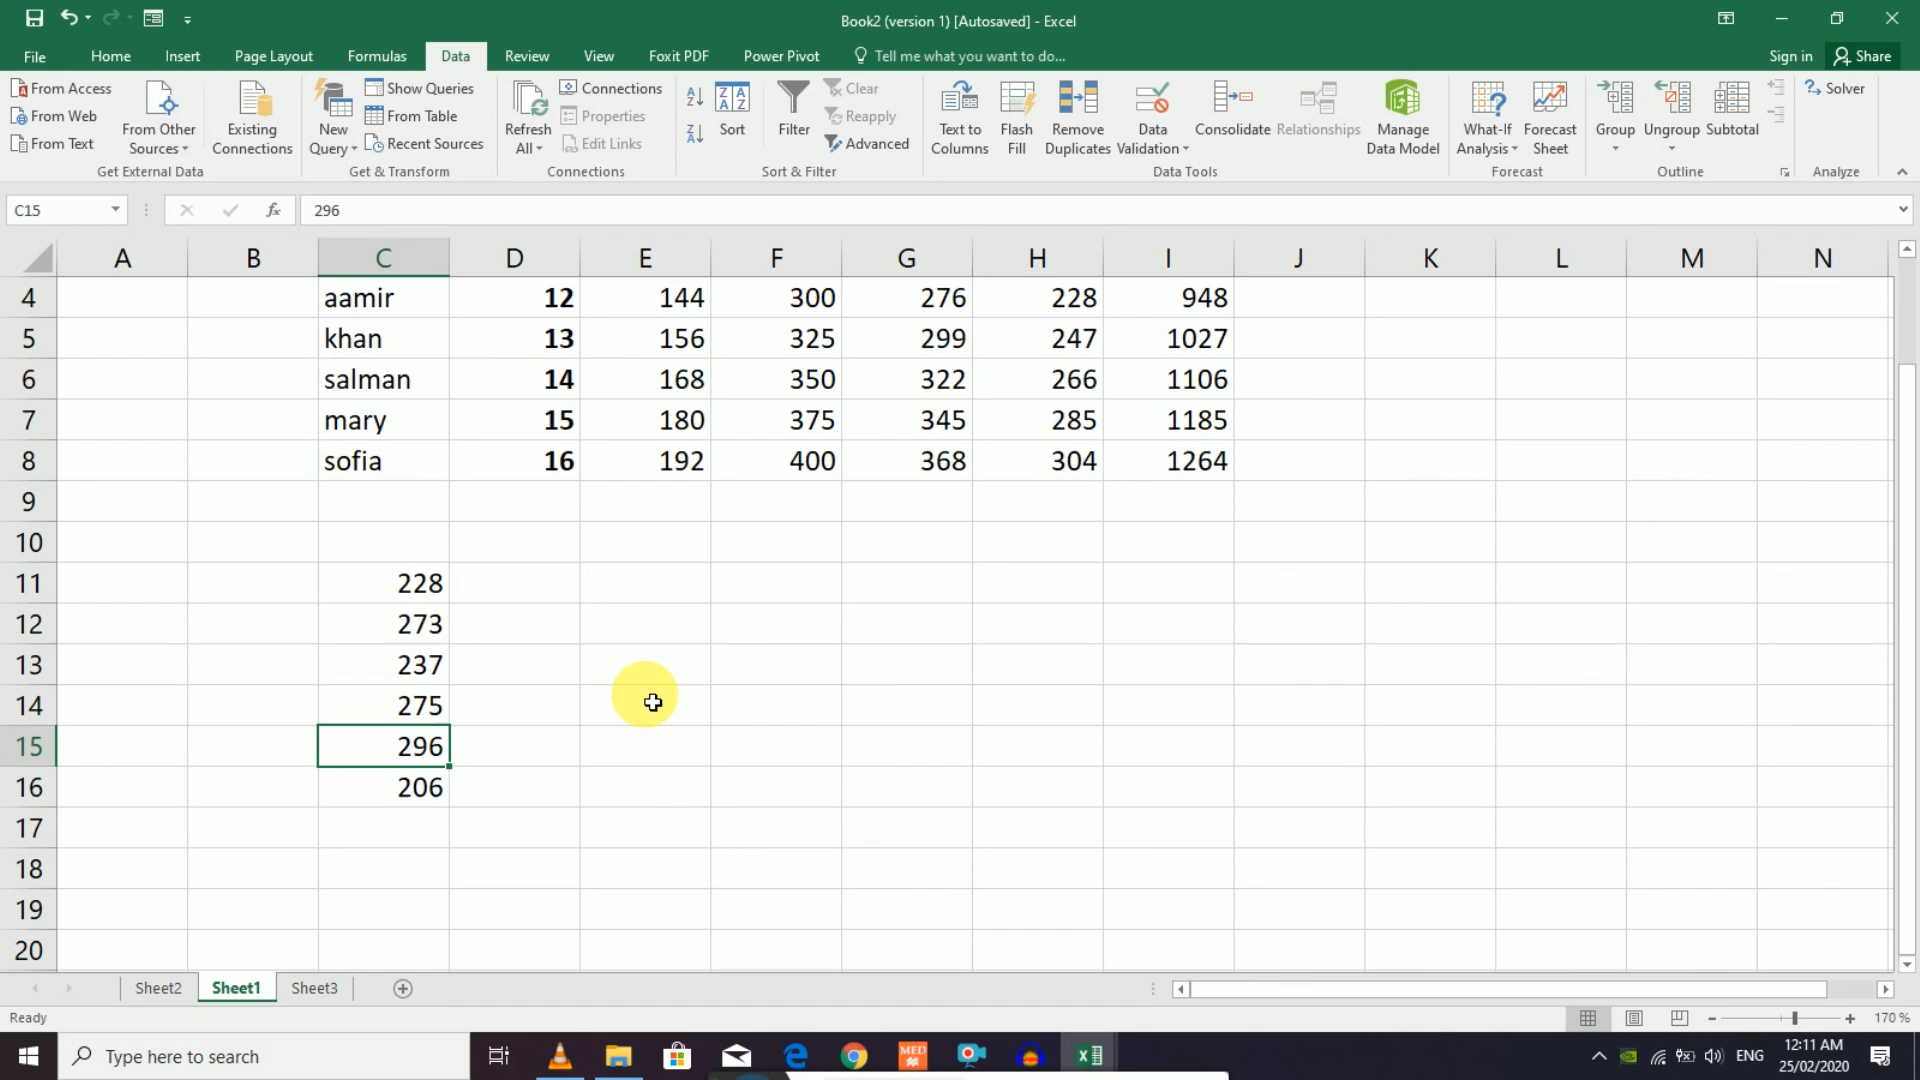 Book2 (version 1) [Autosaved] - Excel
File Home Insert Page Layout Formulas Data Review View Foxit PDF Power Pivot Tell me what you want to do... Sign in Share
From Access
From Web
From Text
From Other Sources
Existing Connections
Get External Data
New Query
Show Queries
From Table
Recent Sources
Get & Transform
Refresh All
Connections
Properties
Edit Links
Connections
Sort
Filter
Clear
Reapply
Advanced
Sort & Filter
Text to Columns
Flash Fill
Remove Duplicates
Data Validation
Consolidate
Relationships
Manage Data Model
Data Tools
What-If Analysis
Forecast Sheet
Forecast
Group
Ungroup
Subtotal
Outline
Solver
Analyze
C15 fx 296
A B C D E F G H I J K L M N
4 aamir 12 144 300 276 228 948
5 khan 13 156 325 299 247 1027
6 salman 14 168 350 322 266 1106
7 mary 15 180 375 345 285 1185
8 sofia 16 192 400 368 304 1264
9
10
11 228
12 273
13 237
14 275
15 296
16 206
17
18
19
20
Sheet2 Sheet1 Sheet3
Ready 170 %
Type here to search MED ENG 12:11 AM
25/02/2020